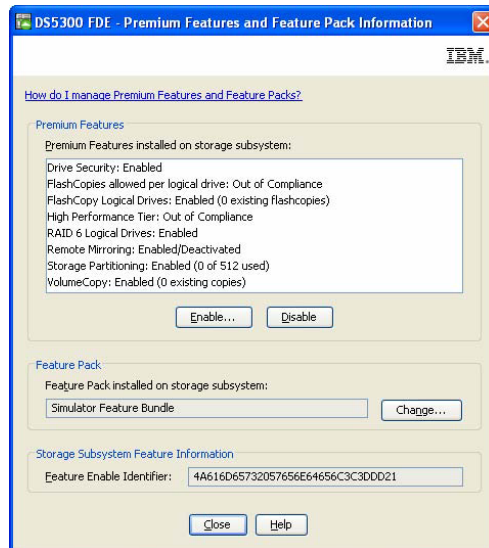 DS5300 FDE - Premium Features and Feature Pack Information
IBM.
How do I manage Premium Features and Feature Packs?
Premium Features
Premium Features installed on storage subsystem:
Drive Security: Enabled
FlashCopies allowed per logical drive: Out of Compliance
FlashCopy Logical Drives: Enabled (0 existing flashcopies)
High Performance Tier: Out of Compliance
RAID 6 Logical Drives: Enabled
Remote Mirroring: Enabled/Deactivated
Storage Partitioning: Enabled (0 of 512 used)
VolumeCopy: Enabled (0 existing copies)
Enable... Disable
Feature Pack
Feature Pack installed on storage subsystem:
Simulator Feature Bundle Change...
Storage Subsystem Feature Information
Feature Enable Identifier: 4A616D65732057656E64656C3C3DDD21
Close Help